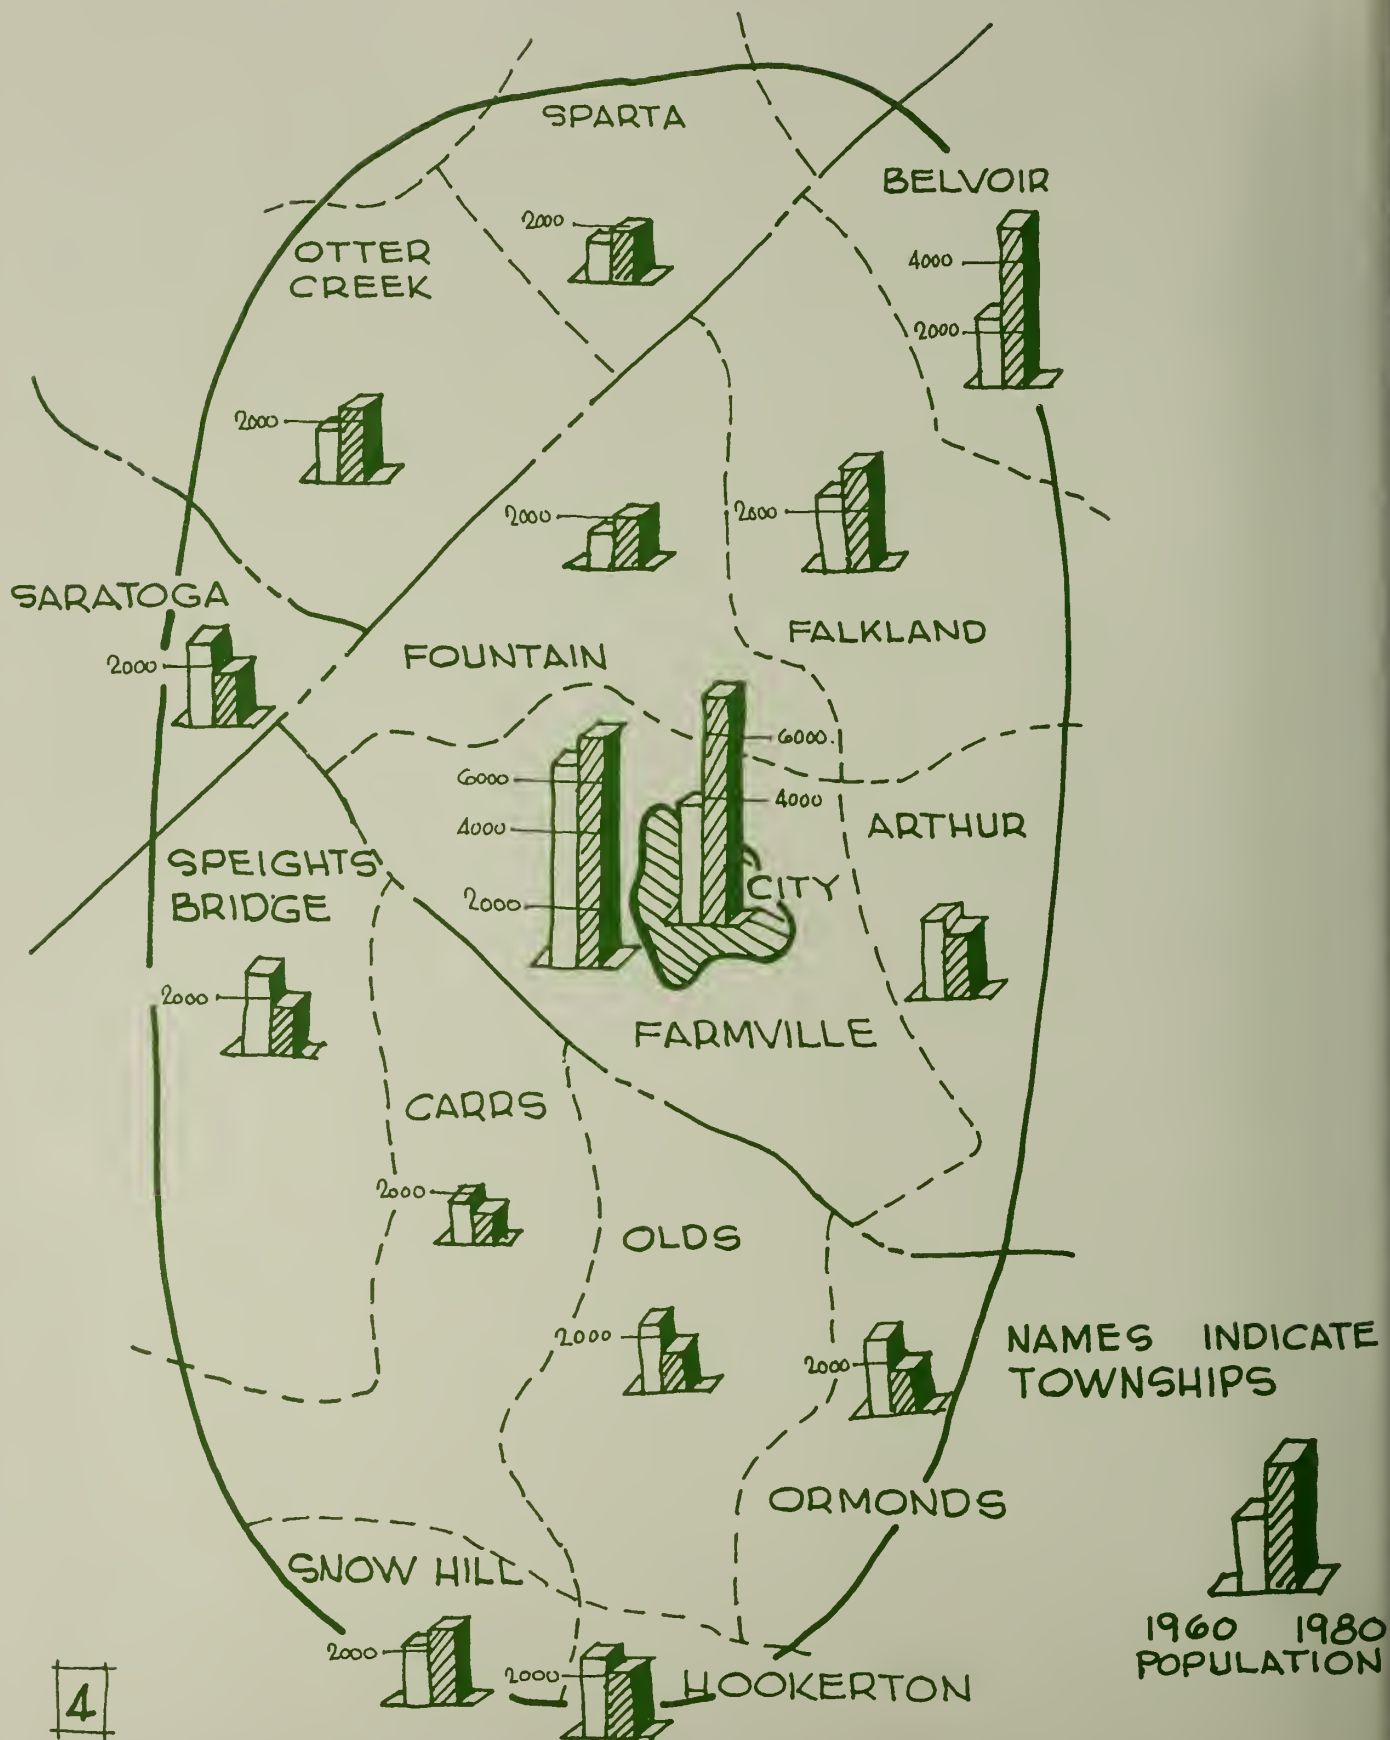 SPARTA
2000
BELVOIR
4000
2000
OTTER
CREEK
2000
2000
2000
SARATOGA
2000
FOUNTAIN
FALKLAND
6000
4000
2000
6000
4000
CITY
ARTHUR
SPEIGHTS
BRIDGE
2000
FARMVILLE
CARRS
2000
OLDS
2000
2000
NAMES INDICATE
TOWNSHIPS
ORMONDS
SNOW HILL
2000
2000
HOOKERTON
1960 1980
POPULATION
4